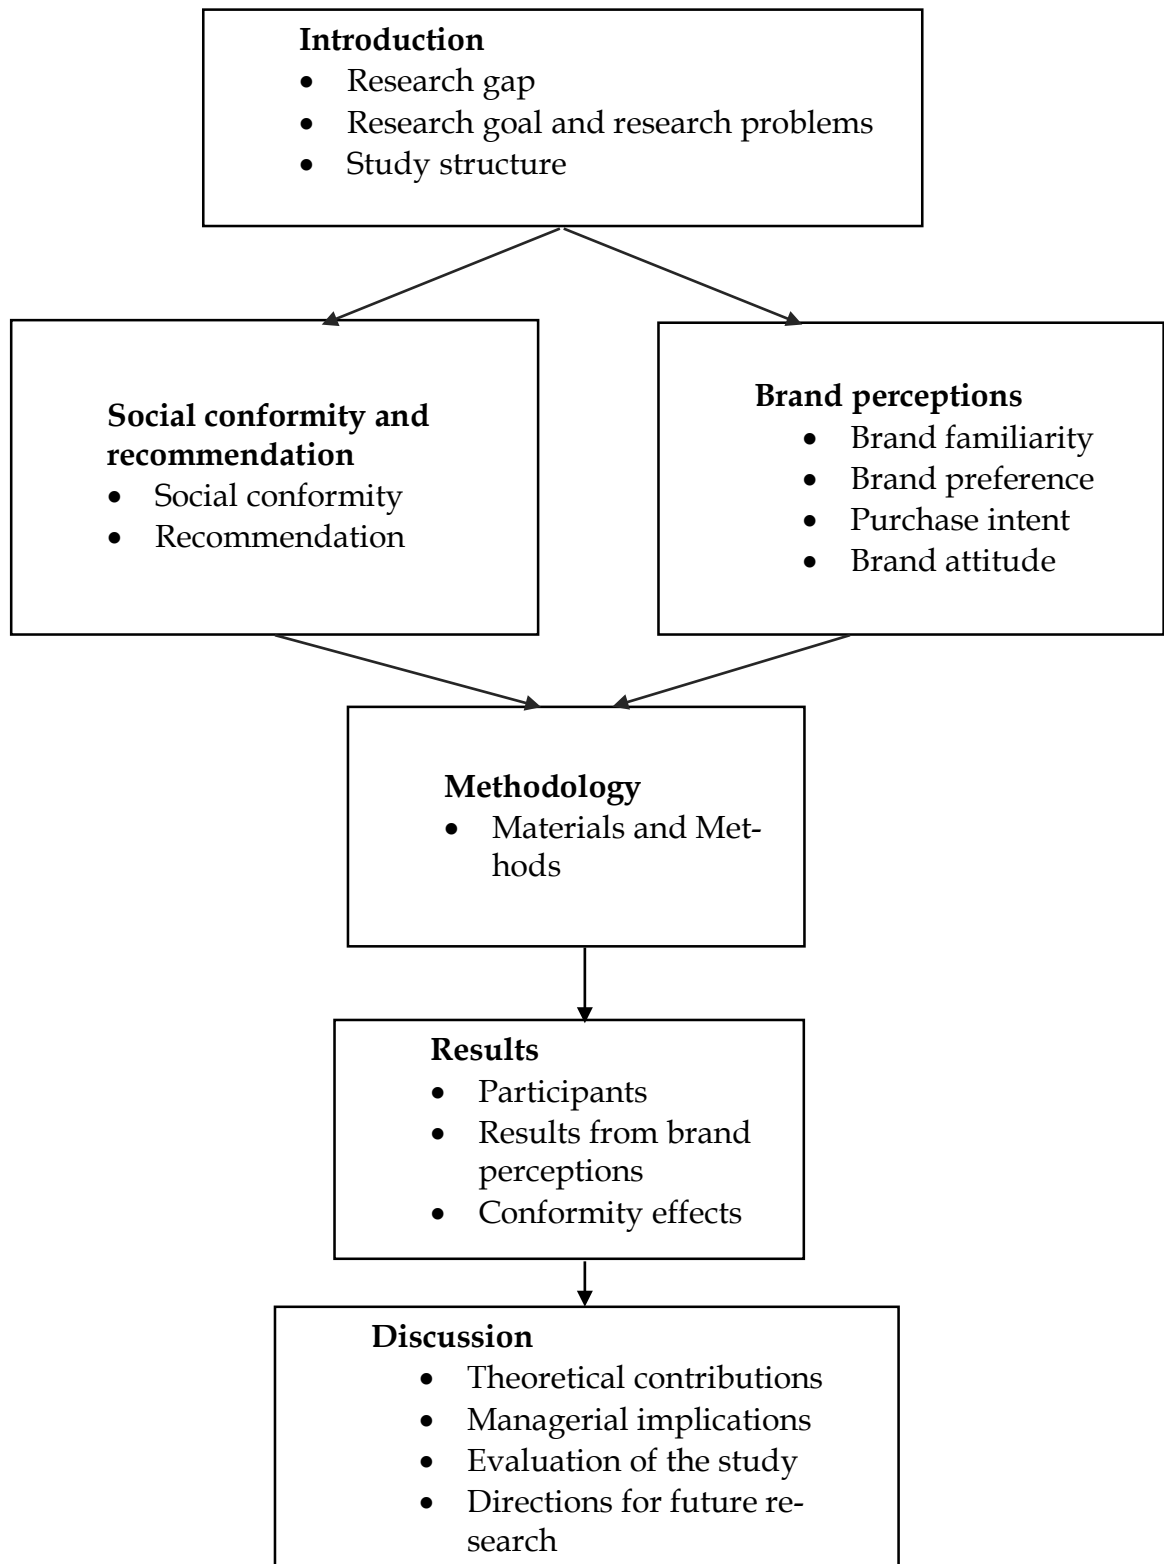 Introduction
• Research gap
• Research goal and research problems
• Study structure
Social conformity and
recommendation
• Social conformity
• Recommendation
Brand perceptions
• Brand familiarity
• Brand preference
• Purchase intent
• Brand attitude
Methodology
• Materials and Met-
hods
Results
• Participants
• Results from brand
perceptions
• Conformity effects
Discussion
• Theoretical contributions
• Managerial implications
• Evaluation of the study
• Directions for future re-
search